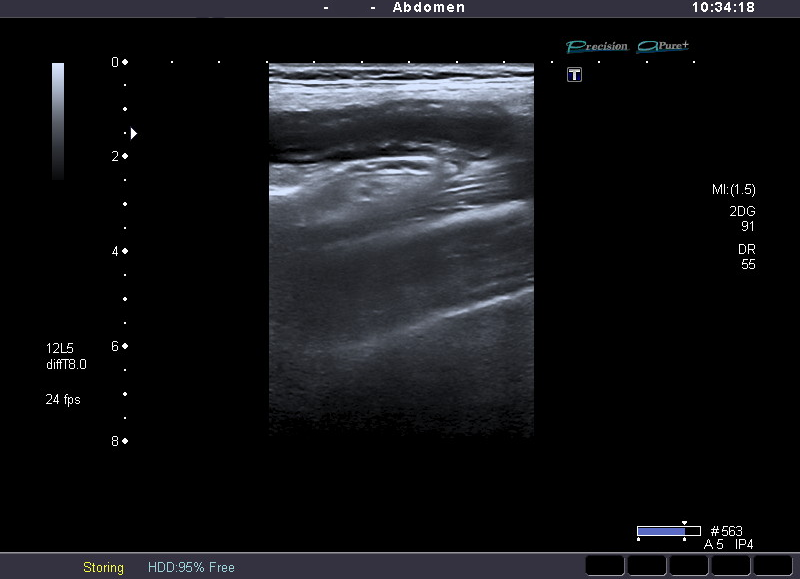 - - Abdomen 10:34:18
Precision APure+
T
0
2
4
6
8
MI:(1.5)
2DG
91
DR
55
12L5
diffT8.0
24 fps
#563
A 5 IP4
Storing HDD:95% Free